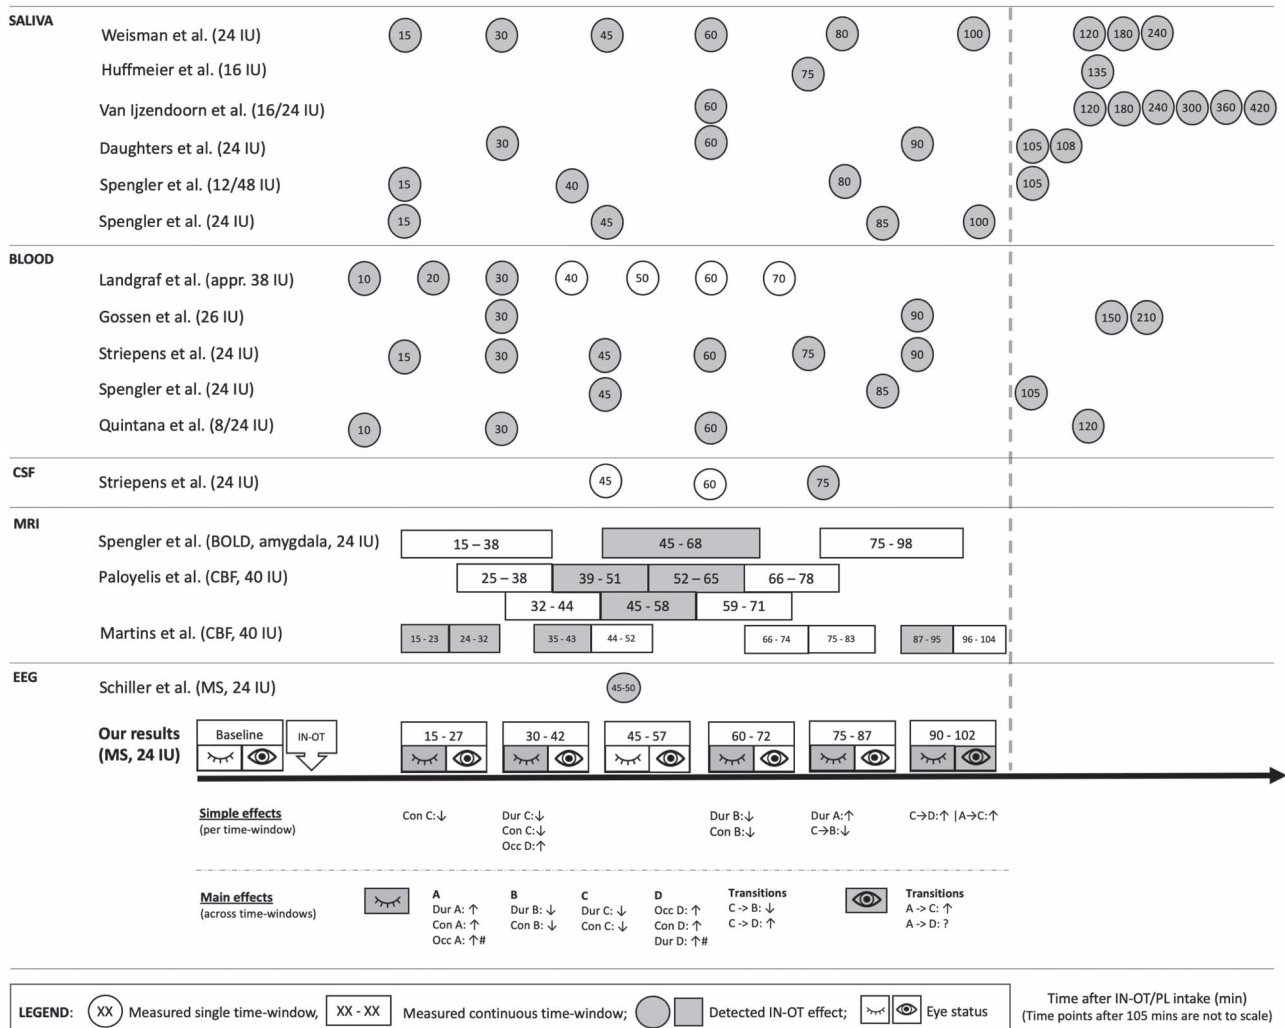 SALIVA
Weisman et al. (24 IU) 15 30 45 60 80 100 120 180 240
Huffmeier et al. (16 IU) 75 135
Van Ijzendoorn et al. (16/24 IU) 60 120 180 240 300 360 420
Daughters et al. (24 IU) 30 60 90 105 108
Spengler et al. (12/48 IU) 15 40 80 105
Spengler et al. (24 IU) 15 45 85 100
BLOOD
Landgraf et al. (appr. 38 IU) 10 20 30 40 50 60 70
Gossen et al. (26 IU) 30 90 150 210
Striepens et al. (24 IU) 15 30 45 60 75 90
Spengler et al. (24 IU) 45 85 105
Quintana et al. (8/24 IU) 10 30 60 120
CSF
Striepens et al. (24 IU) 45 60 75
MRI
Spengler et al. (BOLD, amygdala, 24 IU) 15 – 38 45 - 68 75 - 98
Paloyelis et al. (CBF, 40 IU) 25 – 38 39 - 51 52 – 65 66 – 78
32 - 44 45 - 58 59 - 71
Martins et al. (CBF, 40 IU) 15 - 23 24 - 32 35 - 43 44 - 52 66 - 74 75 - 83 87 - 95 96 - 104
EEG
Schiller et al. (MS, 24 IU) 45-50
Our results Baseline IN-OT 15 - 27 30 - 42 45 - 57 60 - 72 75 - 87 90 - 102
(MS, 24 IU)
Simple effects Con C:↓ Dur C:↓ Dur B:↓ Dur A:↑ C→D:↑ |A→C:↑
(per time-window) Con C:↓ Con B:↓ C→B:↓
Occ D:↑
Main effects A B C D Transitions Transitions
(across time-windows) Dur A: ↑ Dur B: ↓ Dur C: ↓ Occ D: ↑ C -> B: ↓ A -> C: ↑
Con A: ↑ Con B: ↓ Con C: ↓ Con D: ↑ C -> D: ↑ A -> D: ?
Occ A: ↑# Dur D: ↑#
LEGEND: XX Measured single time-window, XX - XX Measured continuous time-window; Detected IN-OT effect; Eye status
Time after IN-OT/PL intake (min)
(Time points after 105 mins are not to scale)